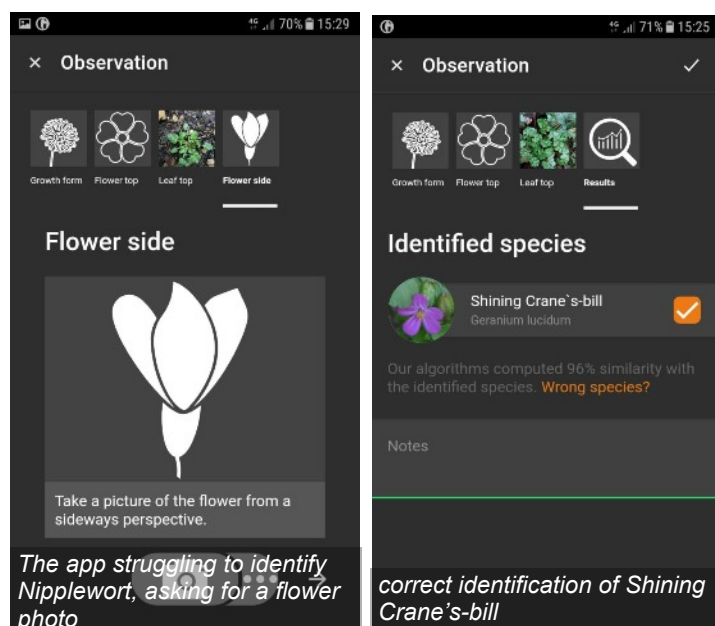 4G 70% 15:29
× Observation
Growth form Flower top Leaf top Flower side
Flower side
Take a picture of the flower from a
sideways perspective.
The app struggling to identify
Nipplewort, asking for a flower
photo
4G 71% 15:25
× Observation
Growth form Flower top Leaf top Results
Identified species
Shining Crane`s-bill
Geranium lucidum
Our algorithms computed 96% similarity with
the identified species. Wrong species?
Notes
correct identification of Shining
Crane's-bill